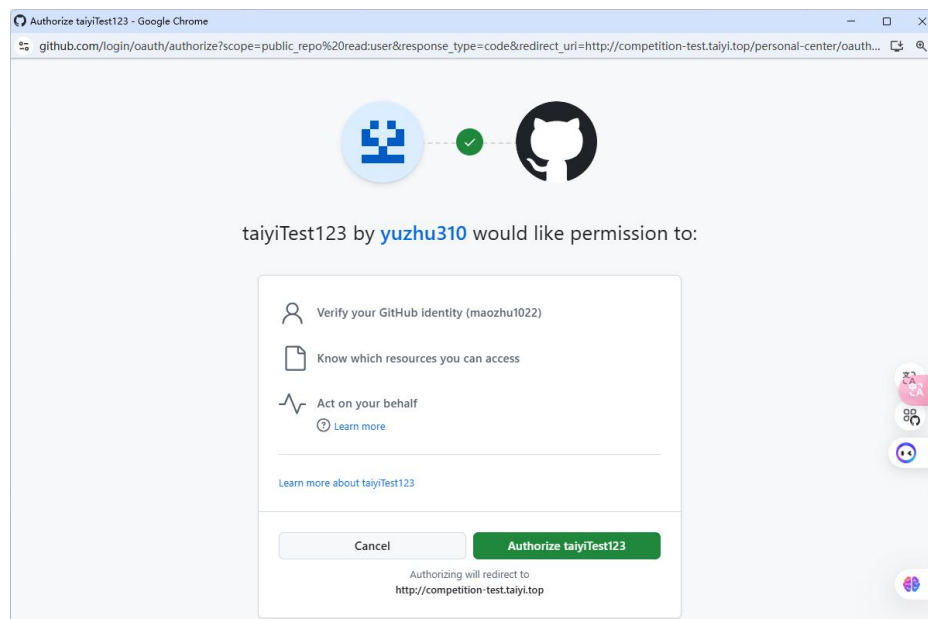 Authorize taiyiTest123 - Google Chrome
github.com/login/oauth/authorize?scope=public_repo%20read:user&response_type=code&redirect_uri=http://competition-test.taiyi.top/personal-center/oauth...
taiyiTest123 by yuzhu310 would like permission to:
Verify your GitHub identity (maozhu1022)
Know which resources you can access
Act on your behalf
Learn more
Learn more about taiyiTest123
Cancel
Authorize taiyiTest123
Authorizing will redirect to
http://competition-test.taiyi.top